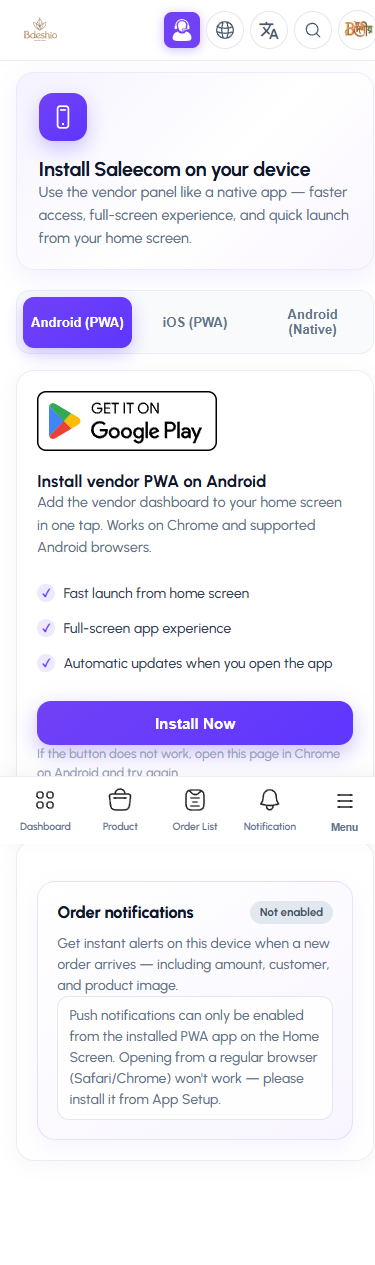 Bdeshio
Install Saleecom on your device
Use the vendor panel like a native app — faster
access, full-screen experience, and quick launch
from your home screen.
Android (PWA)
iOS (PWA)
Android
(Native)
GET IT ON
Google Play
Install vendor PWA on Android
Add the vendor dashboard to your home screen
in one tap. Works on Chrome and supported
Android browsers.
Fast launch from home screen
Full-screen app experience
Automatic updates when you open the app
Install Now
If the button does not work, open this page in Chrome
on Android and try again
Dashboard
Product
Order List
Notification
Menu
Order notifications
Not enabled
Get instant alerts on this device when a new
order arrives — including amount, customer,
and product image.
Push notifications can only be enabled
from the installed PWA app on the Home
Screen. Opening from a regular browser
(Safari/Chrome) won't work — please
install it from App Setup.